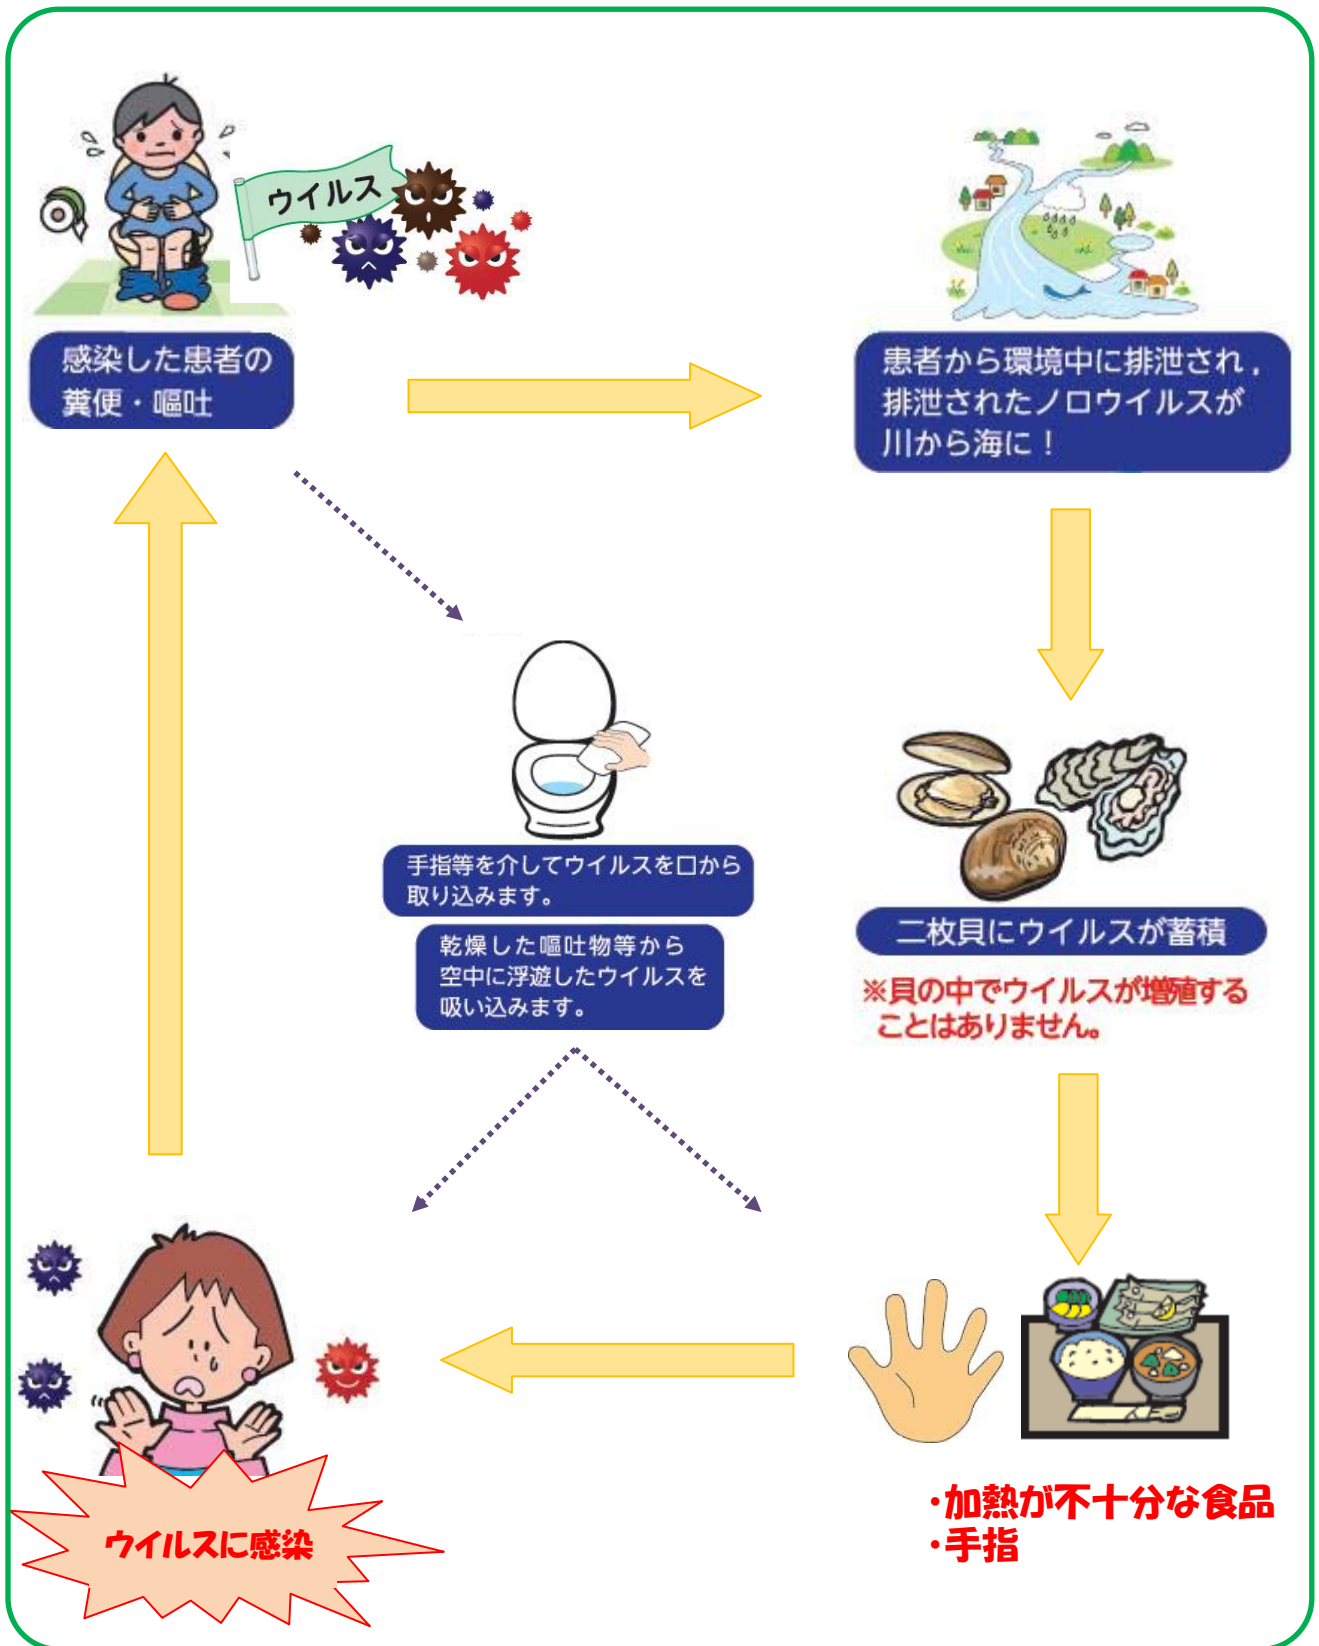 ウイルス
感染した患者の
糞便・嘔吐
患者から環境中に排泄され，
排泄されたノロウイルスが
川から海に！
手指等を介してウイルスを口から
取り込みます。
乾燥した嘔吐物等から
空中に浮遊したウイルスを
吸い込みます。
二枚貝にウイルスが蓄積
※貝の中でウイルスが増殖する
ことはありません。
ウイルスに感染
・加熱が不十分な食品
・手指